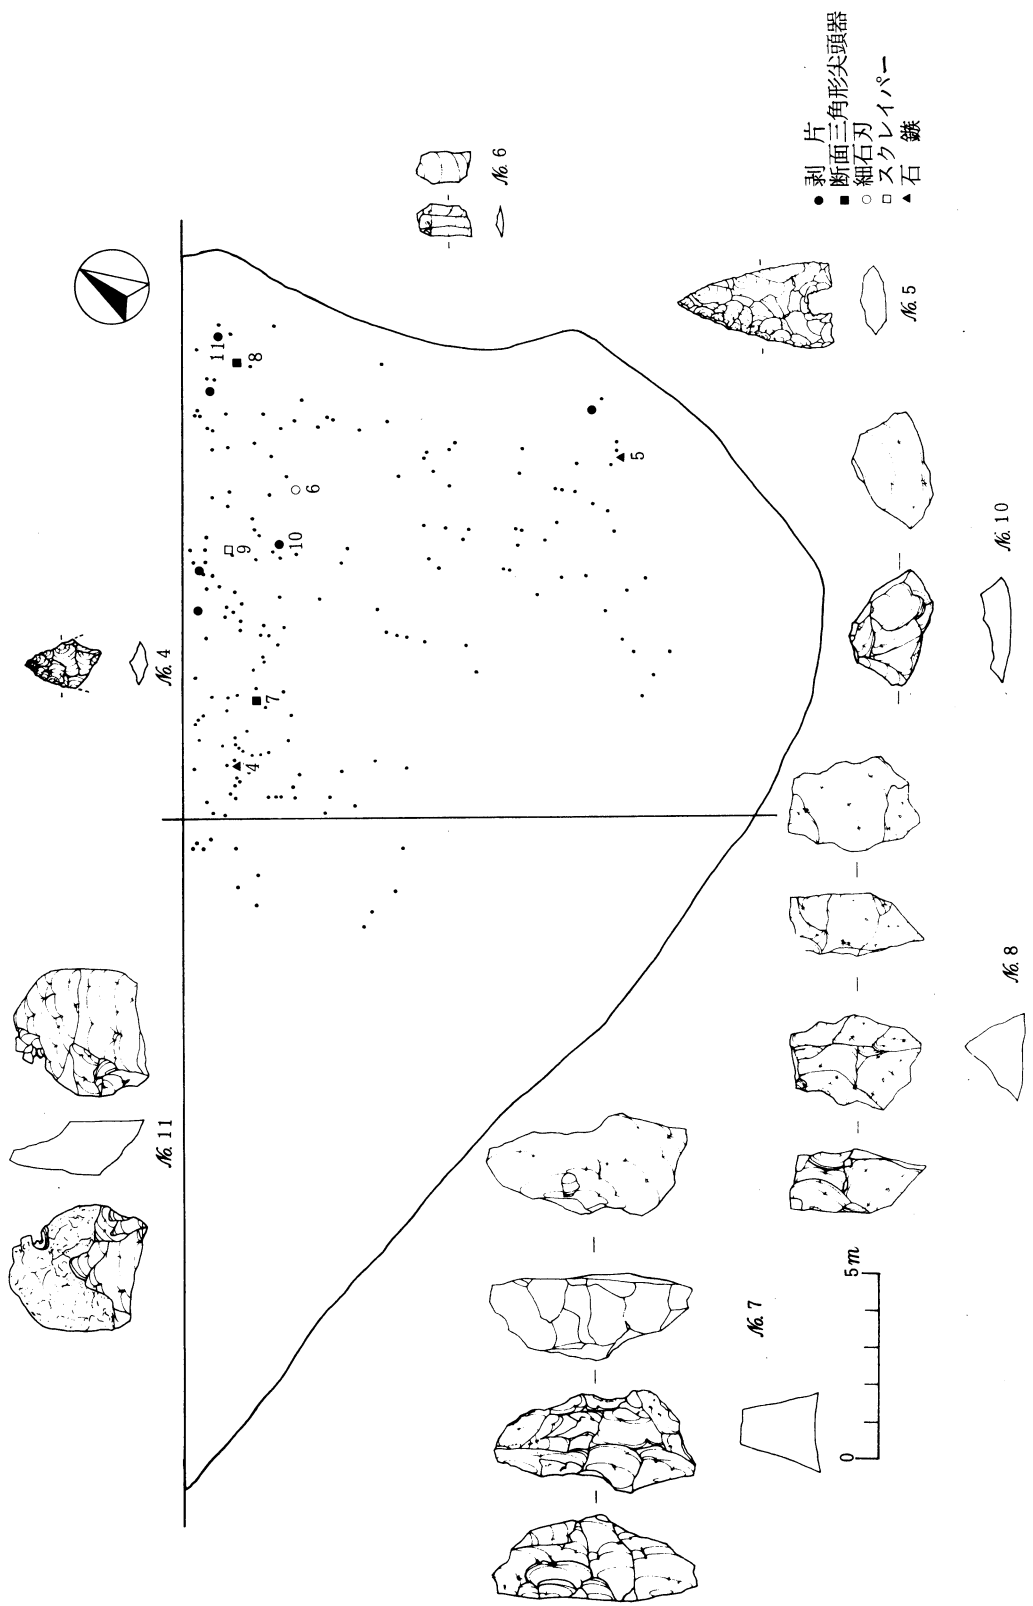 ● 剥　片
■ 断面三角形尖頭器
○ 細石刃
□ スクレイパー
▲ 石　鏃
No. 4
No. 5
No. 6
No. 7
No. 8
No. 10
No. 11
4
5
6
7
8
9
10
11
0
5m